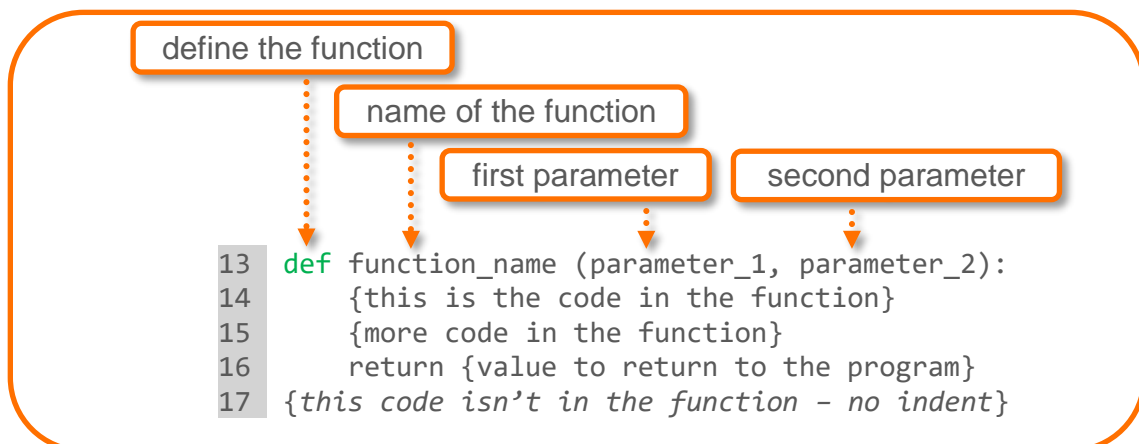 define the function
name of the function
first parameter
second parameter
13 def function_name (parameter_1, parameter_2):
14 {this is the code in the function}
15 {more code in the function}
16 return {value to return to the program}
17 {this code isn’t in the function – no indent}